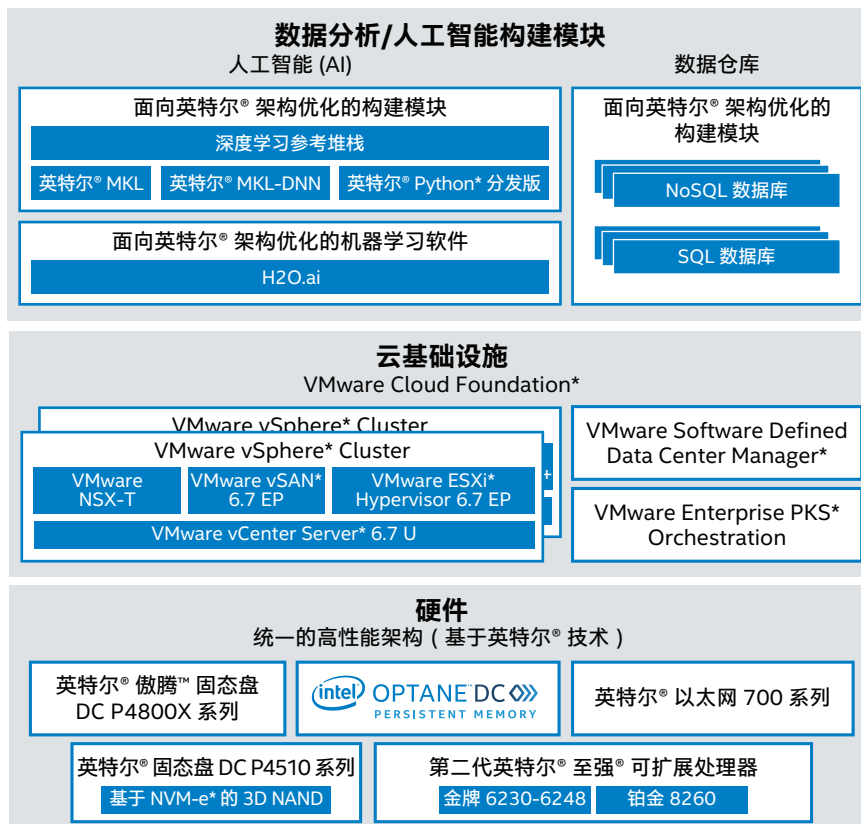 数据分析/人工智能构建模块
人工智能 (AI)
数据仓库
面向英特尔® 架构优化的构建模块
深度学习参考堆栈
英特尔® MKL
英特尔® MKL-DNN
英特尔® Python* 分发版
面向英特尔® 架构优化的机器学习软件
H2O.ai
面向英特尔® 架构优化的
构建模块
NoSQL 数据库
SQL 数据库
云基础设施
VMware Cloud Foundation*
VMware vSphere* Cluster
VMware vSphere* Cluster
VMware
NSX-T
VMware vSAN*
6.7 EP
VMware ESXi*
Hypervisor 6.7 EP
VMware vCenter Server* 6.7 U
VMware Software Defined
Data Center Manager*
VMware Enterprise PKS*
Orchestration
硬件
统一的高性能架构 ( 基于英特尔® 技术 )
英特尔® 傲腾™ 固态盘
DC P4800X 系列
intel OPTANE DC
PERSISTENT MEMORY
英特尔® 以太网 700 系列
英特尔® 固态盘 DC P4510 系列
基于 NVM-e* 的 3D NAND
第二代英特尔® 至强® 可扩展处理器
金牌 6230-6248
铂金 8260